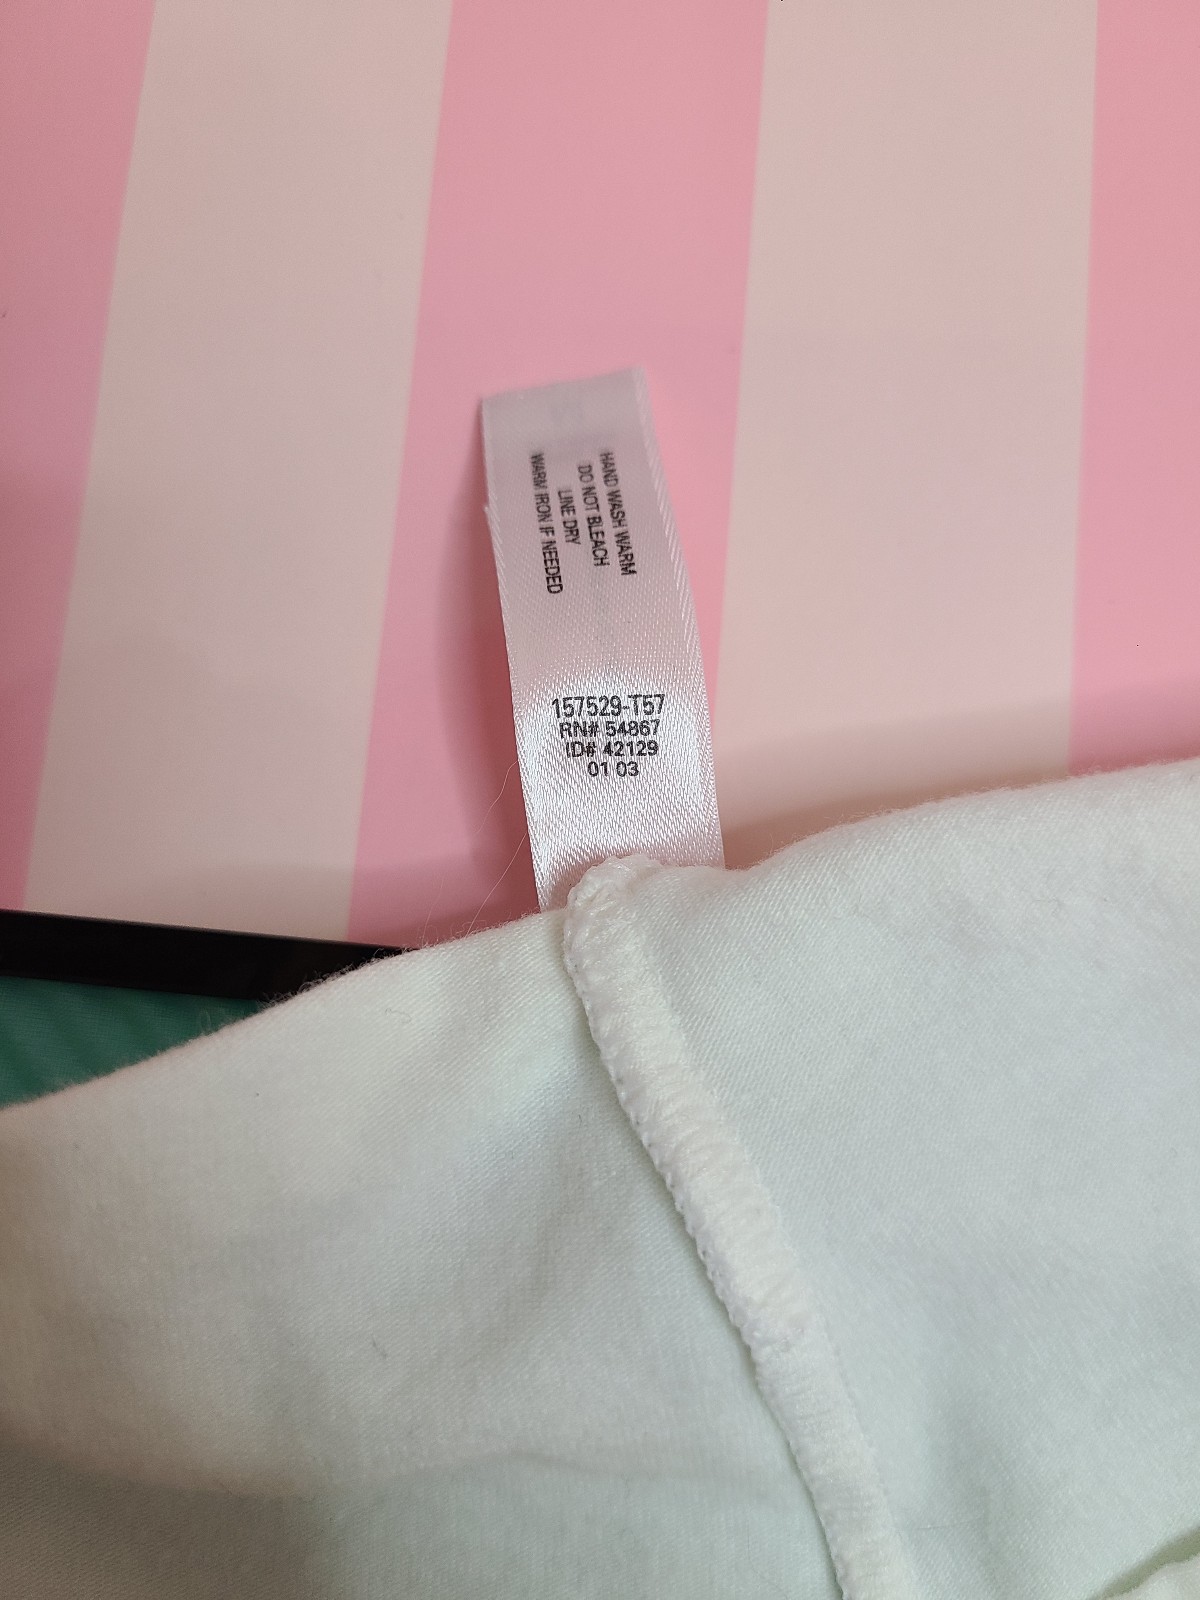 HAND WASH WARM
DO NOT BLEACH
LINE DRY
WARM IRON IF NEEDED
157529-T57
RN# 54867
ID# 42129
01 03